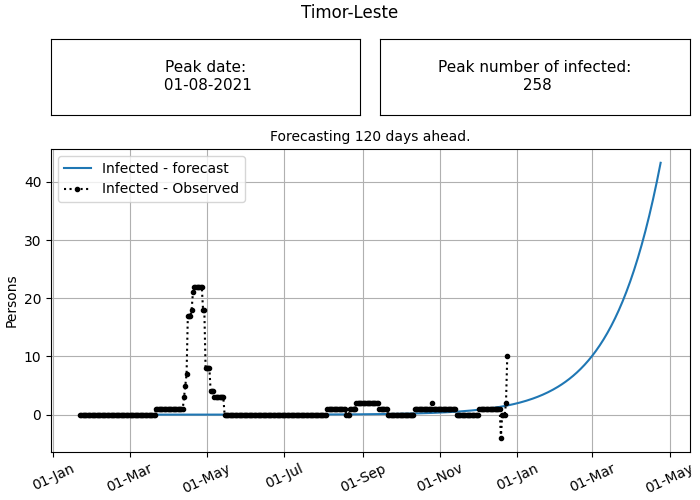 Timor-Leste
Peak date:
01-08-2021
Peak number of infected:
258
Forecasting 120 days ahead.
Infected - forecast
Infected - Observed
Persons
40
30
20
10
0
01-Jan
01-Mar
01-May
01-Jul
01-Sep
01-Nov
01-Jan
01-Mar
01-May